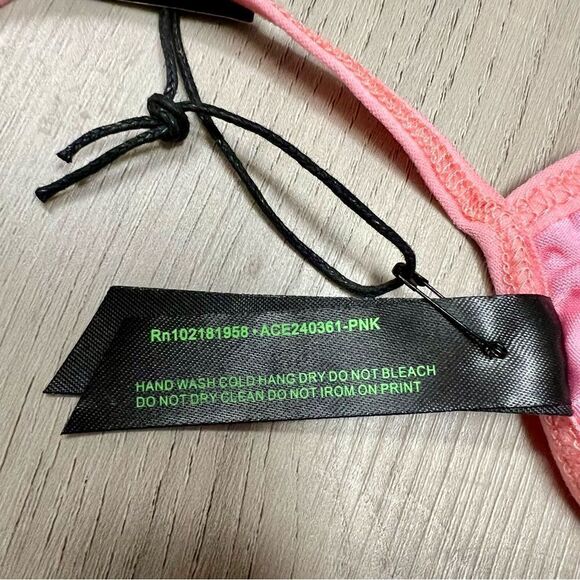 Rn102181958 • ACE240361-PNK
HAND WASH COLD HANG DRY DO NOT BLEACH
DO NOT DRY CLEAN DO NOT IROM ON PRINT